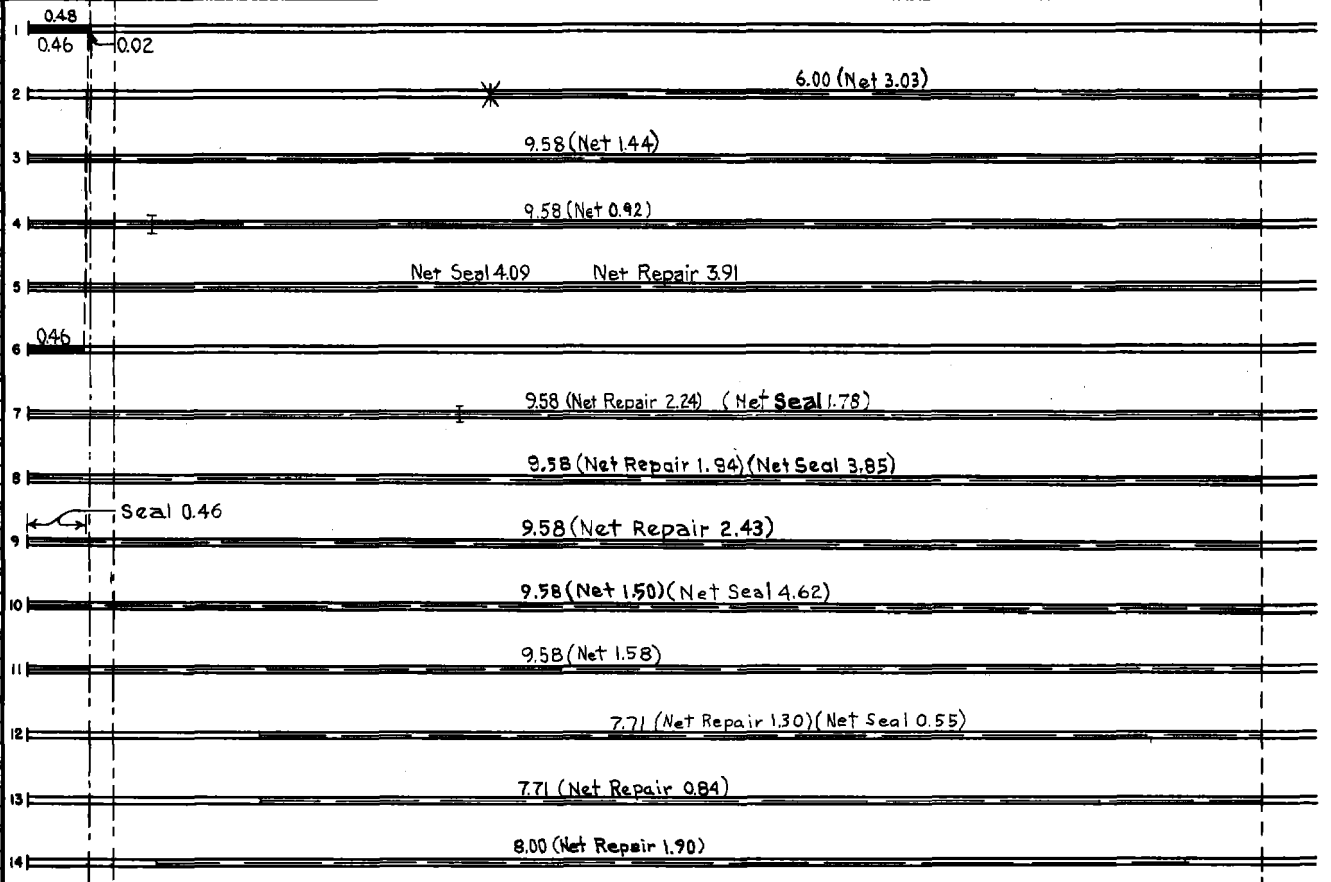 0.48
1
0.46 0.02
6.00 (Net 3.03)
2
9.58 (Net 1.44)
3
9.58 (Net 0.92)
4
Net Seal 4.09 Net Repair 3.91
5
0.46
6
9.58 (Net Repair 2.24) (Net Seal 1.78)
7
9.58 (Net Repair 1.94) (Net Seal 3.85)
8
Seal 0.46
9.58 (Net Repair 2.43)
9
9.58 (Net 1.50) (Net Seal 4.62)
10
9.58 (Net 1.58)
11
7.71 (Net Repair 1.30) (Net Seal 0.55)
12
7.71 (Net Repair 0.84)
13
8.00 (Net Repair 1.90)
14